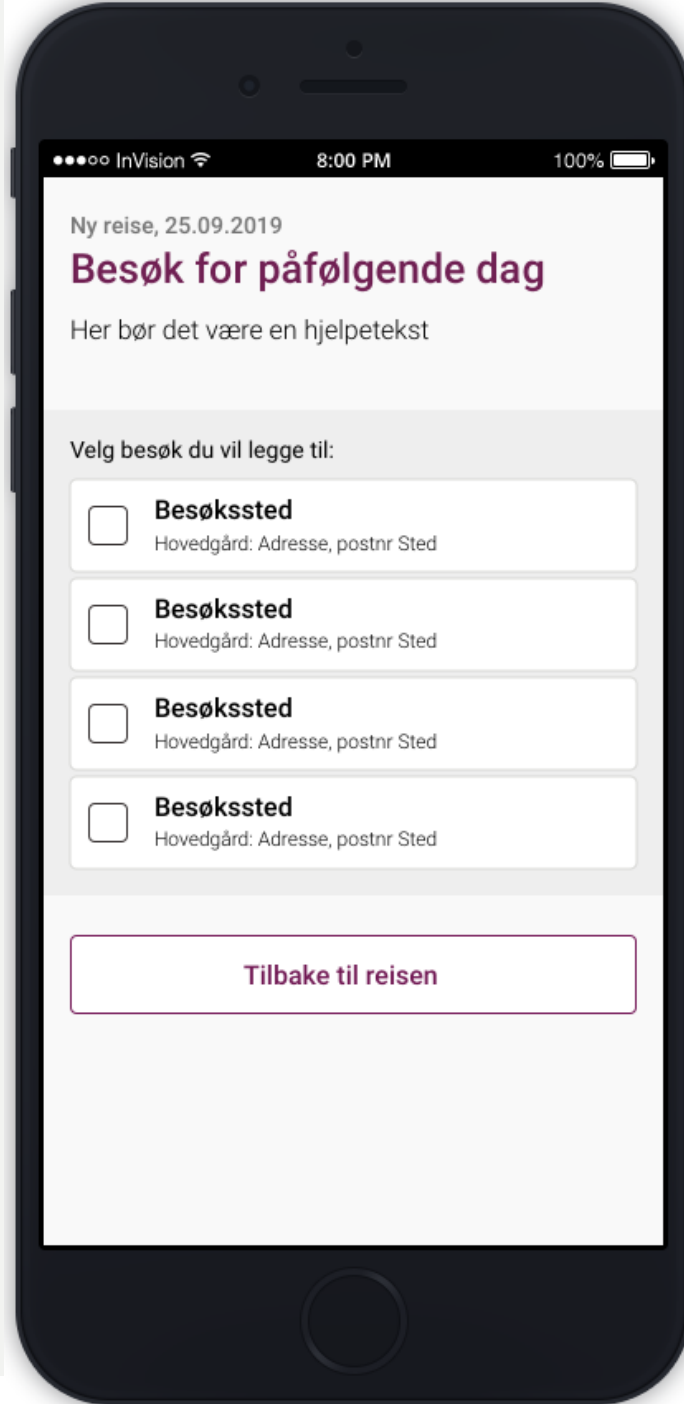 ●●●○○ InVision 8:00 PM 100%
Ny reise, 25.09.2019
Besøk for påfølgende dag
Her bør det være en hjelpetekst
Velg besøk du vil legge til:
Besøkssted
Hovedgård: Adresse, postnr Sted
Besøkssted
Hovedgård: Adresse, postnr Sted
Besøkssted
Hovedgård: Adresse, postnr Sted
Besøkssted
Hovedgård: Adresse, postnr Sted
Tilbake til reisen